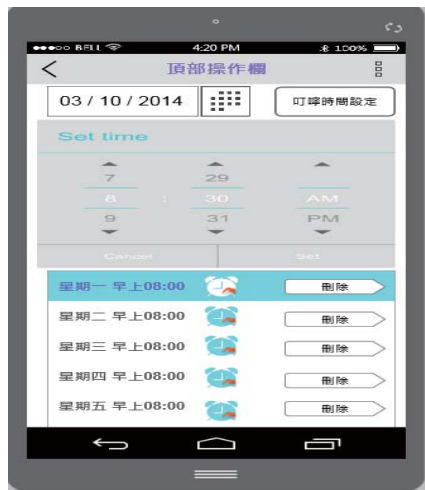 BELL 4:20 PM 100%
頂部操作欄
03 / 10 / 2014 叮嚀時間設定
Set time
7 29
8 : 30 AM
9 31 PM
Cancel Set
星期一 早上08:00 刪除
星期二 早上08:00 刪除
星期三 早上08:00 刪除
星期四 早上08:00 刪除
星期五 早上08:00 刪除